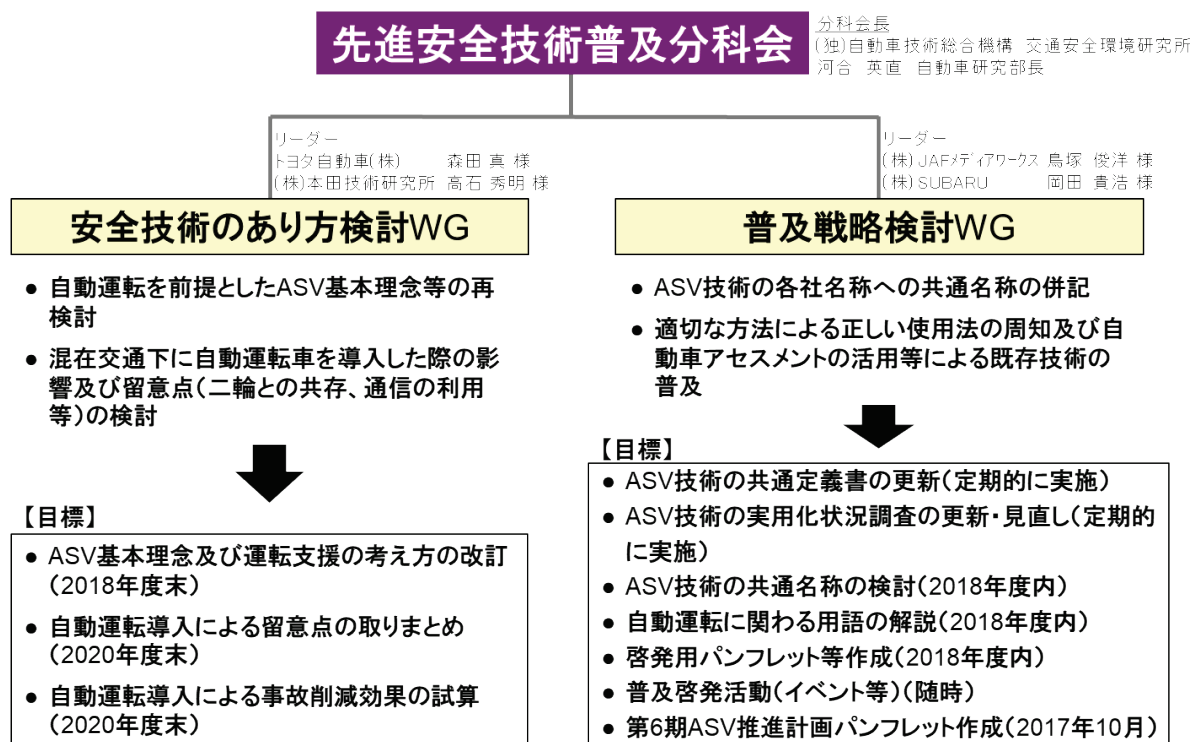 先進安全技術普及分科会
分科会長
(独)自動車技術総合機構 交通安全環境研究所
河合 英直 自動車研究部長
リーダー
トヨタ自動車(株) 森田 真 様
(株)本田技術研究所 高石 秀明 様
安全技術のあり方検討WG
● 自動運転を前提としたASV基本理念等の再
検討
● 混在交通下に自動運転車を導入した際の影
響及び留意点(二輪との共存、通信の利用
等)の検討
【目標】
● ASV基本理念及び運転支援の考え方の改訂
(2018年度末)
● 自動運転導入による留意点の取りまとめ
(2020年度末)
● 自動運転導入による事故削減効果の試算
(2020年度末)
リーダー
(株)JAFメディアワークス 鳥塚 俊洋 様
(株)SUBARU 岡田 貴浩 様
普及戦略検討WG
● ASV技術の各社名称への共通名称の併記
● 適切な方法による正しい使用法の周知及び自
動車アセスメントの活用等による既存技術の
普及
【目標】
● ASV技術の共通定義書の更新(定期的に実施)
● ASV技術の実用化状況調査の更新・見直し(定期的
に実施)
● ASV技術の共通名称の検討(2018年度内)
● 自動運転に関わる用語の解説(2018年度内)
● 啓発用パンフレット等作成(2018年度内)
● 普及啓発活動(イベント等)(随時)
● 第6期ASV推進計画パンフレット作成(2017年10月)